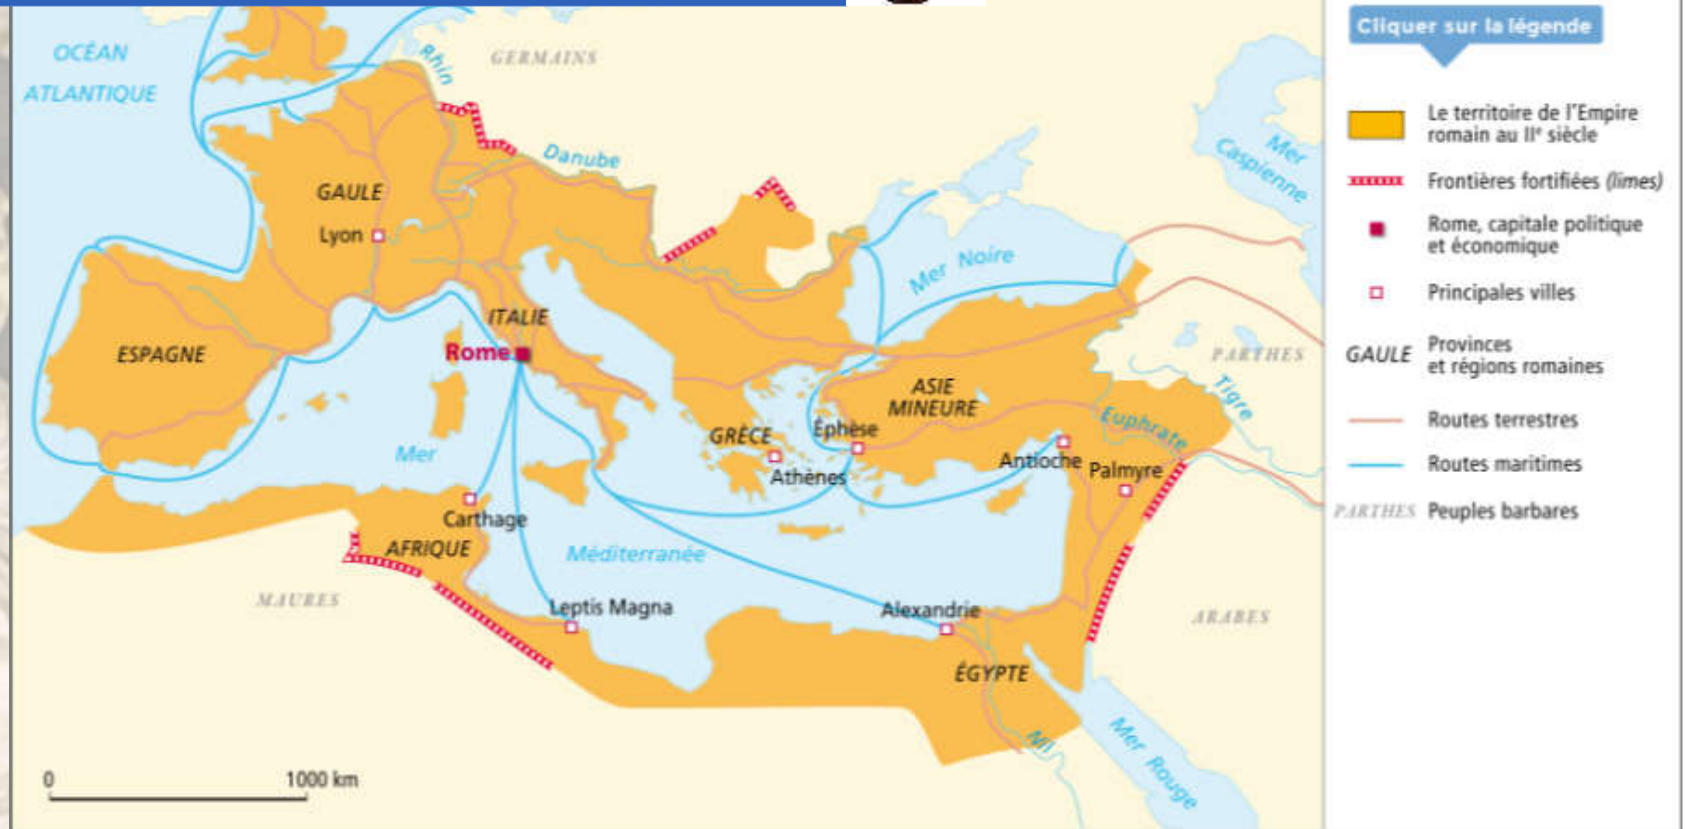 OCÉAN
ATLANTIQUE
Rhin
GERMAINS
Danube
Mer
Caspienne
GAULE
Lyon
Mer Noire
ITALIE
Rome
ESPAGNE
PARTHES
Tigre
ASIE
MINEURE
Euphrate
GRÈCE
Éphèse
Mer
Athènes
Antioche
Palmyre
Carthage
AFRIQUE
Méditerranée
MAURES
Leptis Magna
Alexandrie
ARABES
ÉGYPTE
Nil
Mer Rouge
0 1000 km
Cliquer sur la légende
Le territoire de l'Empire
romain au IIe siècle
Frontières fortifiées (limes)
Rome, capitale politique
et économique
Principales villes
GAULE Provinces
et régions romaines
Routes terrestres
Routes maritimes
PARTHES Peuples barbares